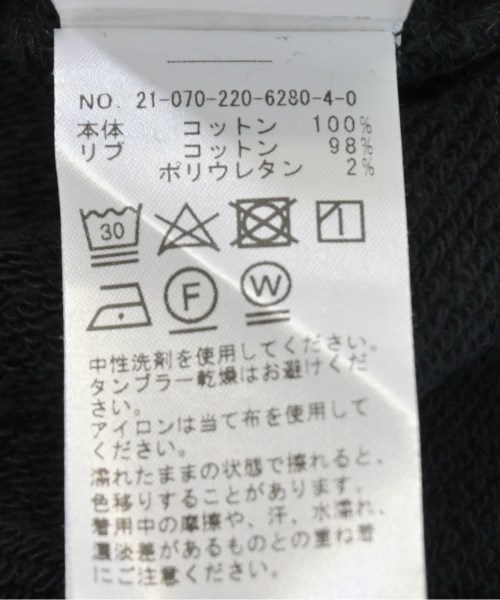 NO. 21-070-220-6280-4-0
本体 コットン 100%
リブ コットン 98%
ポリウレタン 2%
30
F W
中性洗剤を使用してください。
タンブラー乾燥はお避けくだ
さい。
アイロンは当て布を使用して
ください。
濡れたままの状態で擦れると、
色移りすることがあります。
着用中の摩擦や、汗、水濡れ、
濃淡差があるものとの重ね着
にご注意ください。